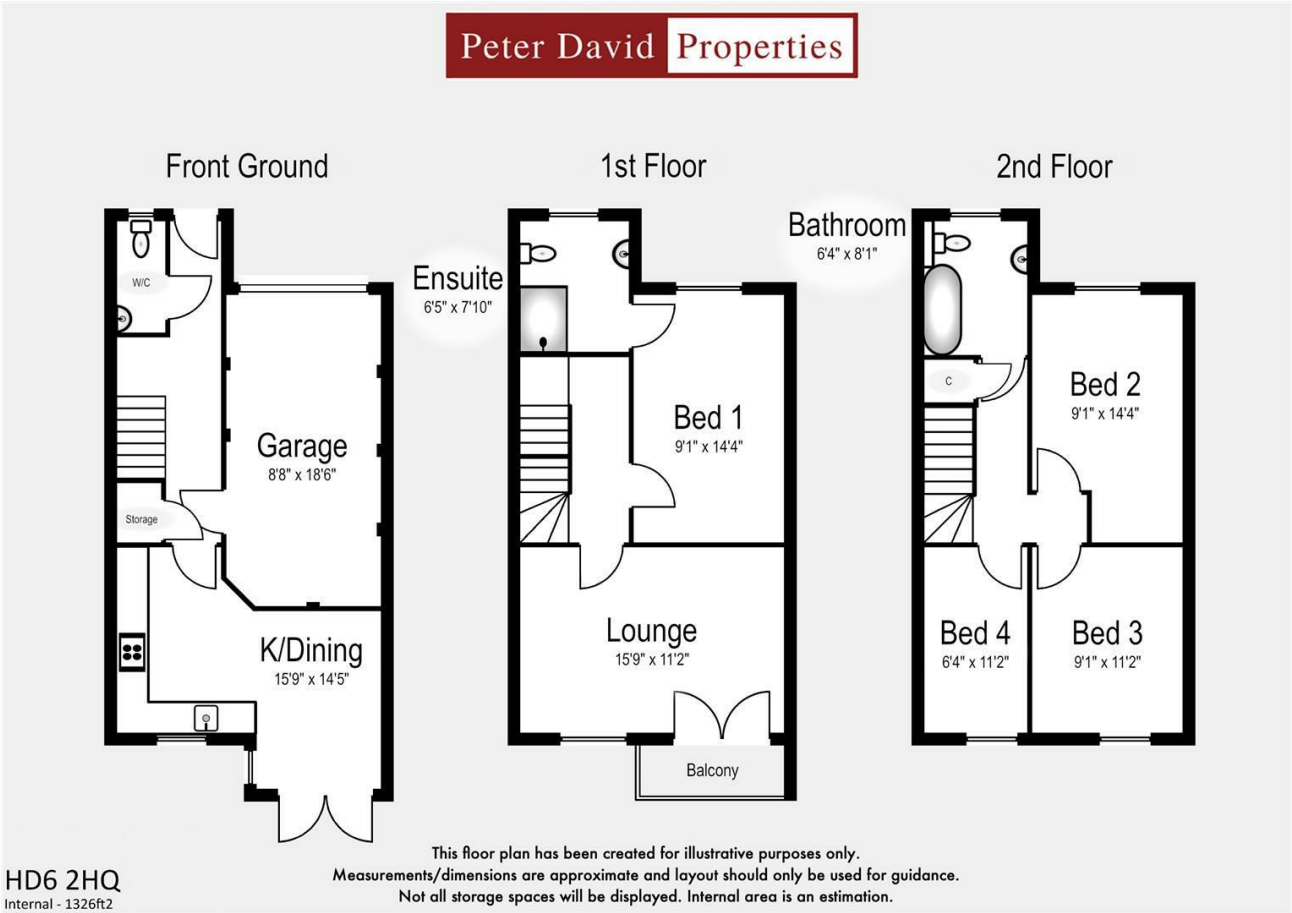 Peter David Properties
Front Ground
1st Floor
2nd Floor
W/C
Garage
8'8" x 18'6"
Storage
K/Dining
15'9" x 14'5"
Ensuite
6'5" x 7'10"
Bed 1
9'1" x 14'4"
Lounge
15'9" x 11'2"
Balcony
Bathroom
6'4" x 8'1"
C
Bed 2
9'1" x 14'4"
Bed 4
6'4" x 11'2"
Bed 3
9'1" x 11'2"
This floor plan has been created for illustrative purposes only.
Measurements/dimensions are approximate and layout should only be used for guidance.
Not all storage spaces will be displayed. Internal area is an estimation.
HD6 2HQ
Internal - 1326ft2